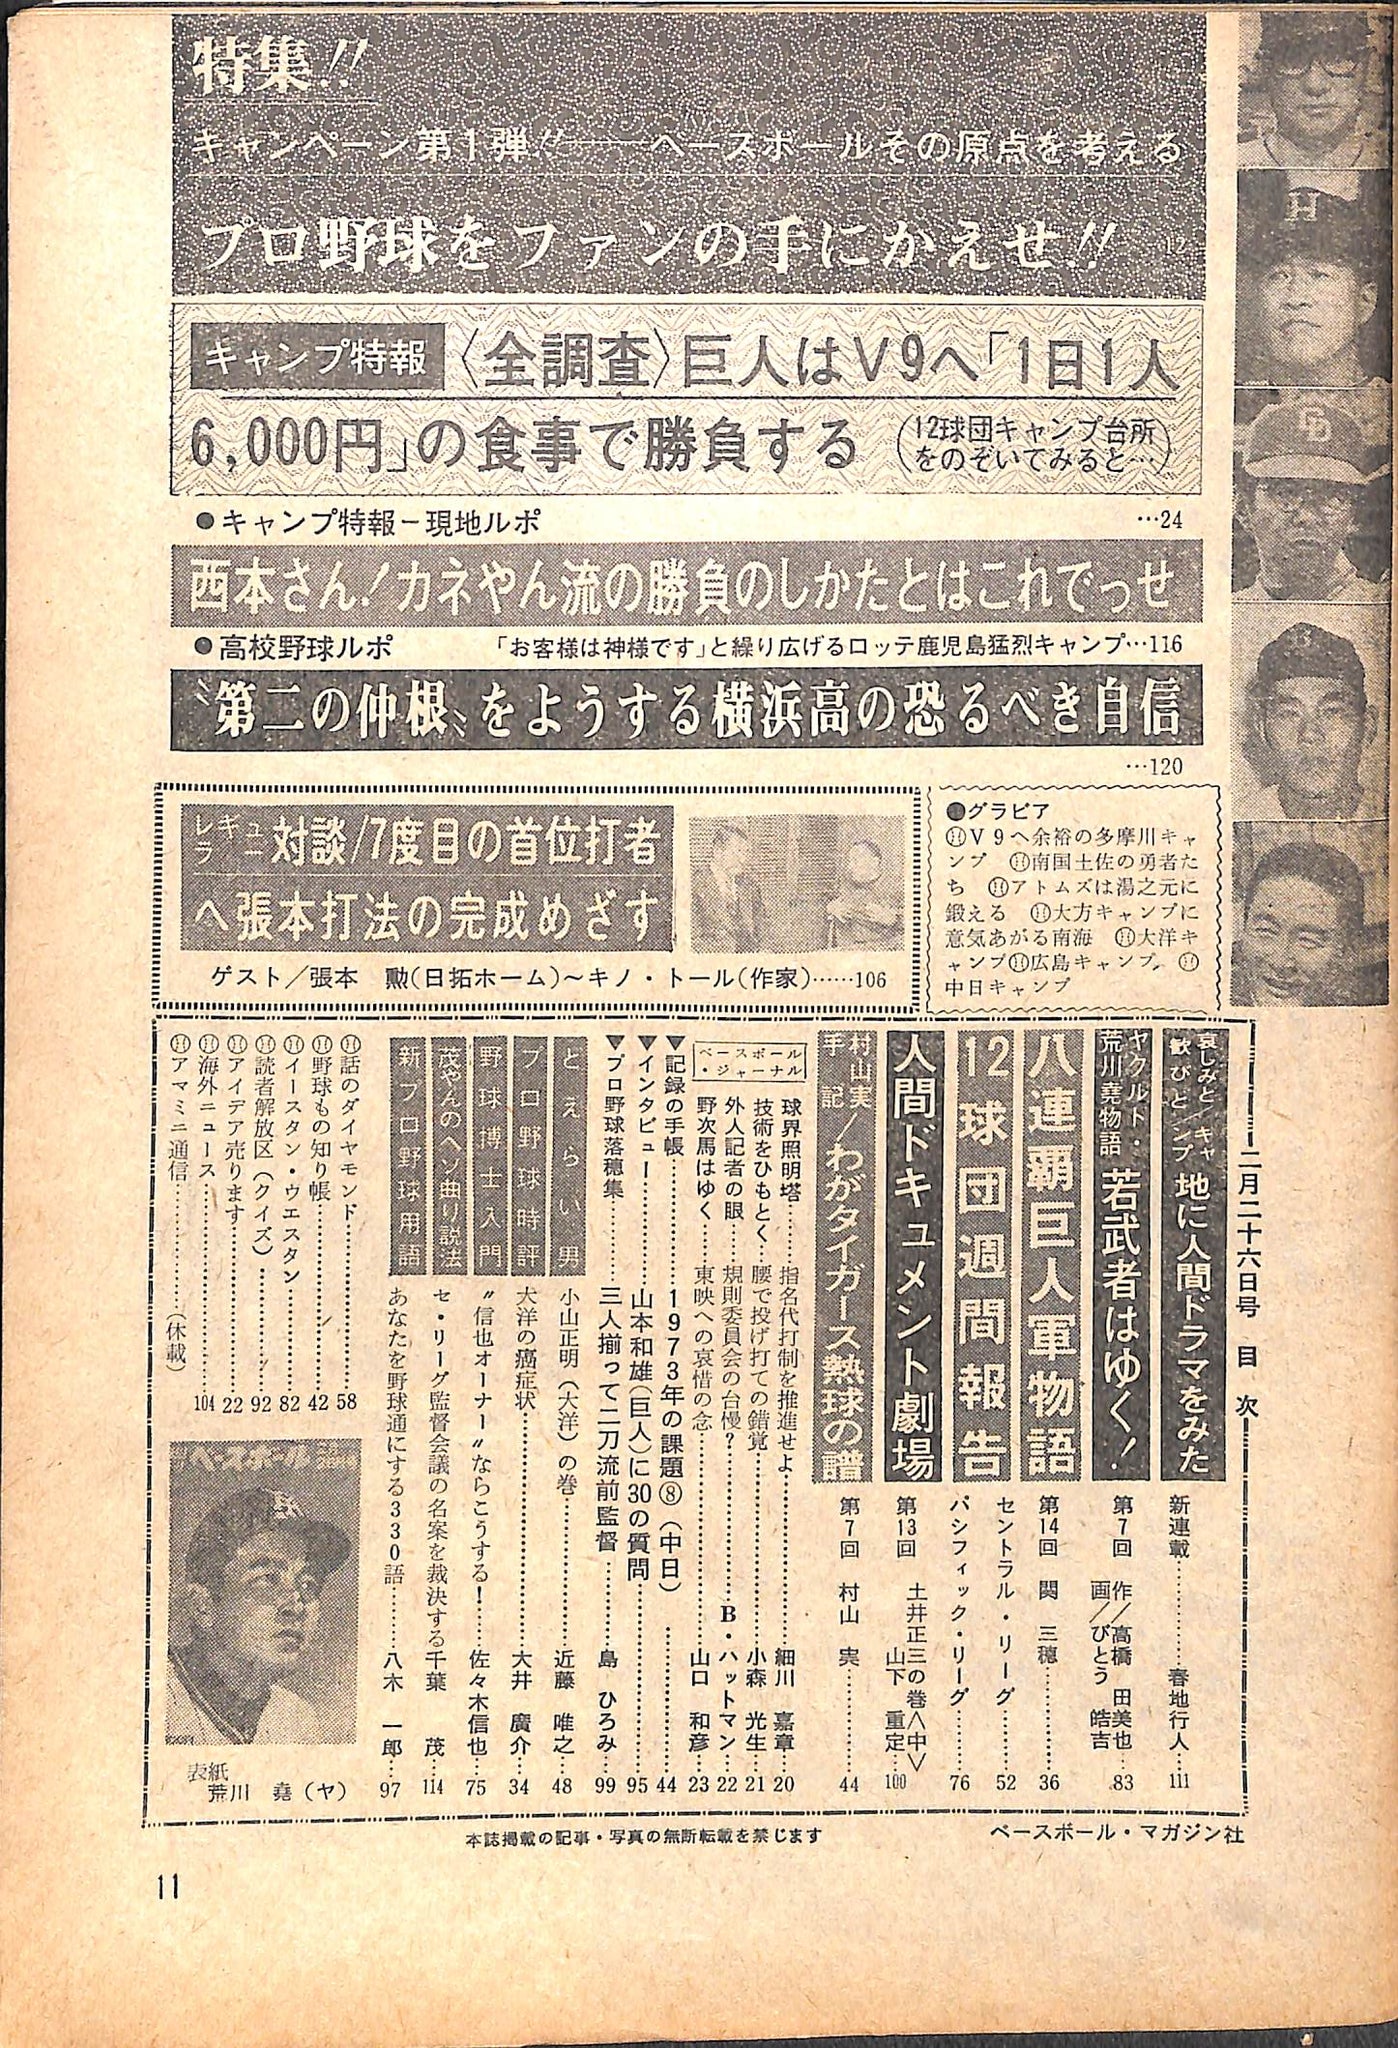 特集!!
キャンペーン第1弾!!――ベースボールその原点を考える
プロ野球をファンの手にかえせ!! 12
キャンプ特報 〈全調査〉巨人はV9へ「1日1人
6,000円」の食事で勝負する (12球団キャンプ台所
をのぞいてみると…)
●キャンプ特報－現地ルポ …24
西本さん!カネやん流の勝負のしかたとはこれでっせ
●高校野球ルポ 「お客様は神様です」と繰り広げるロッテ鹿児島猛烈キャンプ…116
〝第二の仲根〟をようする横浜高の恐るべき自信
…120
レギュラー対談/7度目の首位打者
へ張本打法の完成めざす
ゲスト/張本 勲(日拓ホーム)～キノ・トール(作家)……106
●グラビア
V9へ余裕の多摩川キャ
ンプ 南国土佐の勇者た
ち アトムズは湯之元に
鍛える 大方キャンプに
意気あがる南海 大洋キ
ャンプ 広島キャンプ
中日キャンプ
二月二十六日号 目次
哀しみと/キャ
歓びと/ンプ 地に人間ドラマをみた 新連載…………春地行人…111
ヤクルト・
荒川堯物語 若武者はゆく! 第7回 作/高橋 田美也
画/びとう 皓吉…83
八連覇巨人軍物語 第14回 関 三穂…………36
12球団週間報告 セントラル・リーグ………52
パシフィック・リーグ………76
人間ドキュメント劇場 第13回 土井正三の巻〈中〉
山下 重定…100
村山実/
手記 わがタイガース熱球の譜 第7回 村山 実…………44
ベースボール
・ジャーナル
球界照明塔……指名代打制を推進せよ…………細川 嘉章…20
技術をひもとく…腰で投げ打ての錯覚…………小森 光生…21
外人記者の眼……規則委員会の台慢?…………B・ハットマン…22
野次馬はゆく……東映への哀惜の念…………山口 和彦…23
▼記録の手帳…………1973年の課題⑧(中日)…………44
▼インタビュー…………山本和雄(巨人)に30の質問…………95
▼プロ野球落穂集…………三人揃って二刀流前監督………島 ひろみ…99
どえらい男 小山正明(大洋)の巻…………近藤 唯之…48
プロ野球時評 大洋の癌症状…………大井 廣介…34
野球博士入門 〝信也オーナー〟ならこうする!……佐々木信也…75
茂やんのヘソ曲り説法 セ・リーグ監督会議の名案を裁決する 千葉 茂…114
新プロ野球用語 あなたを野球通にする330語………八木 一郎…97
話のダイヤモンド…………58
野球もの知り帳…………42
イースタン・ウエスタン…………82
読者解放区(クイズ)…………92
アイデア売ります…………22
海外ニュース…………104
アマミニ通信…………(休載)
ベースボール
表紙
荒川 堯(ヤ)
本誌掲載の記事・写真の無断転載を禁じます
ベースボール・マガジン社
11